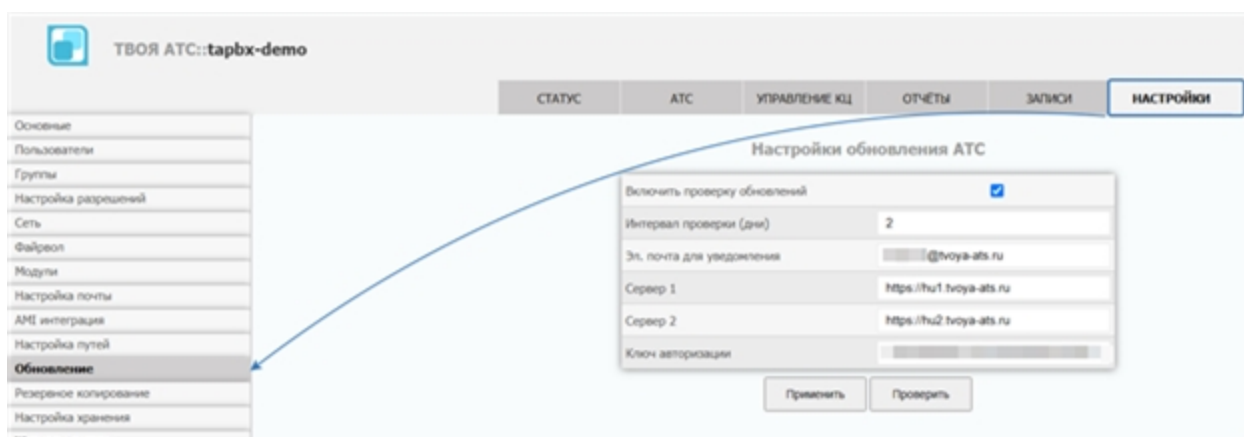 ТВОЯ АТС::tapbx-demo
СТАТУС АТС УПРАВЛЕНИЕ КЦ ОТЧЁТЫ ЗАПИСИ НАСТРОЙКИ
Основные
Пользователи
Группы
Настройка разрешений
Сеть
Файрвол
Модули
Настройка почты
AMI интеграция
Настройка путей
Обновление
Резервное копирование
Настройка хранения
Настройки обновления АТС
Включить проверку обновлений
Интервал проверки (дни) 2
Эл. почта для уведомления @tvoya-ats.ru
Сервер 1 https://hu1.tvoya-ats.ru
Сервер 2 https://hu2.tvoya-ats.ru
Ключ авторизации
Применить Проверить